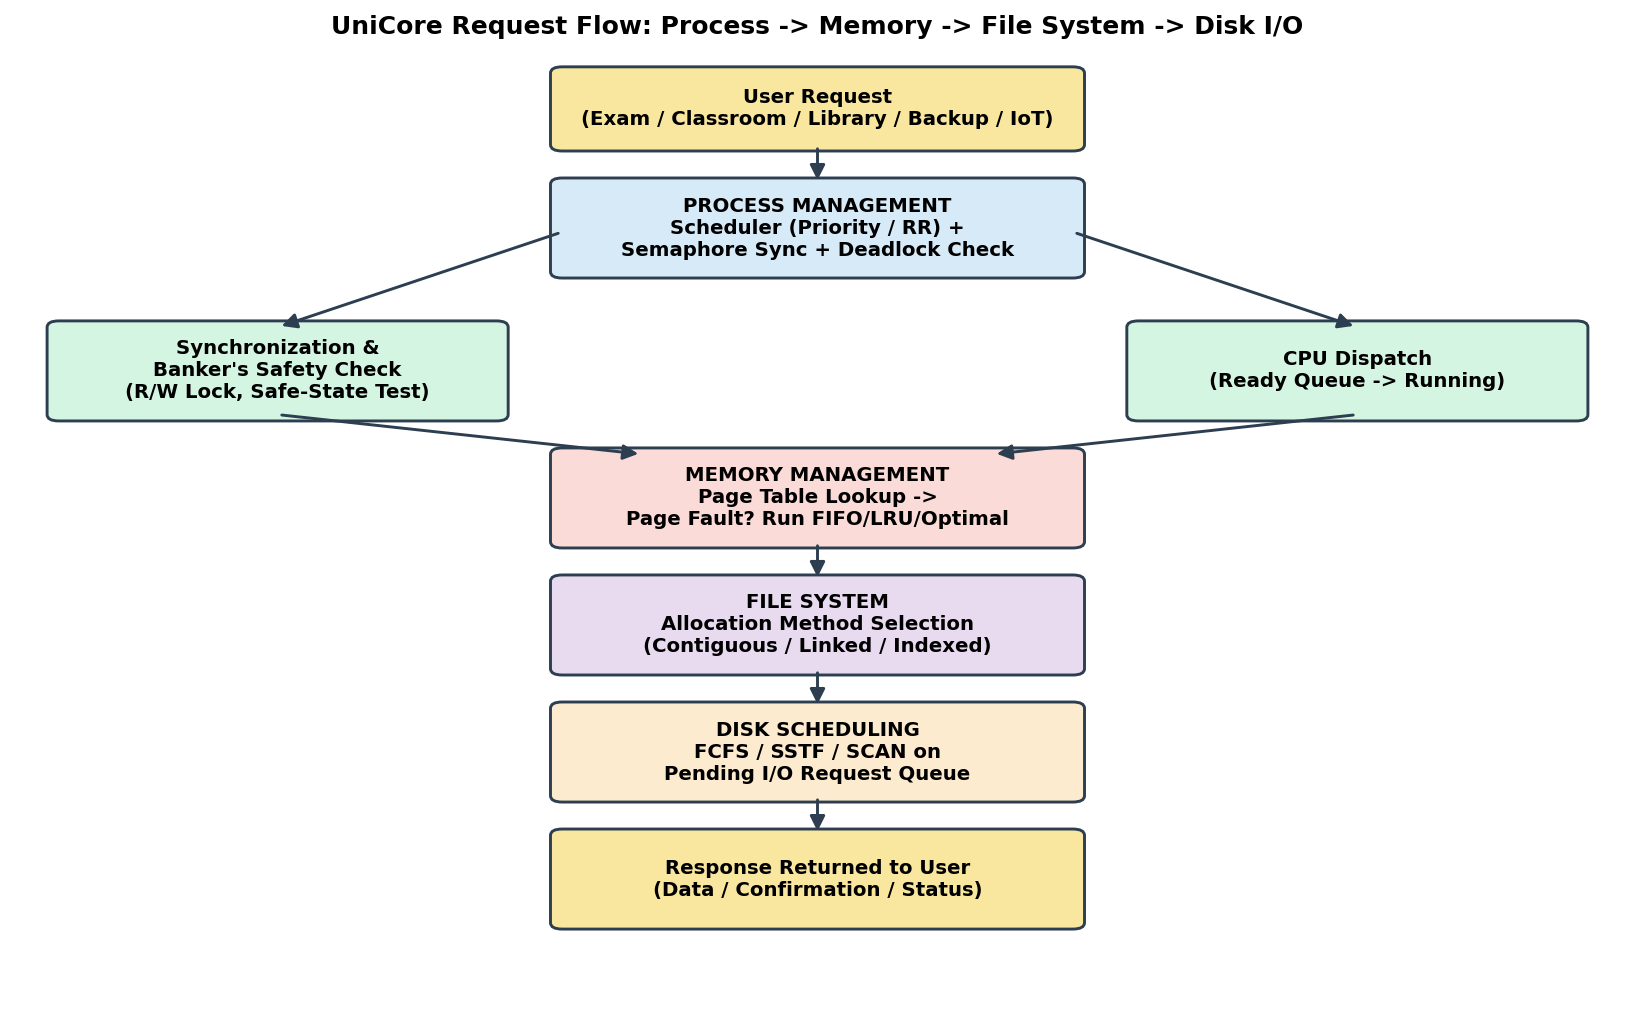 UniCore Request Flow: Process -> Memory -> File System -> Disk I/O
User Request
(Exam / Classroom / Library / Backup / IoT)
PROCESS MANAGEMENT
Scheduler (Priority / RR) +
Semaphore Sync + Deadlock Check
Synchronization &
Banker's Safety Check
(R/W Lock, Safe-State Test)
CPU Dispatch
(Ready Queue -> Running)
MEMORY MANAGEMENT
Page Table Lookup ->
Page Fault? Run FIFO/LRU/Optimal
FILE SYSTEM
Allocation Method Selection
(Contiguous / Linked / Indexed)
DISK SCHEDULING
FCFS / SSTF / SCAN on
Pending I/O Request Queue
Response Returned to User
(Data / Confirmation / Status)